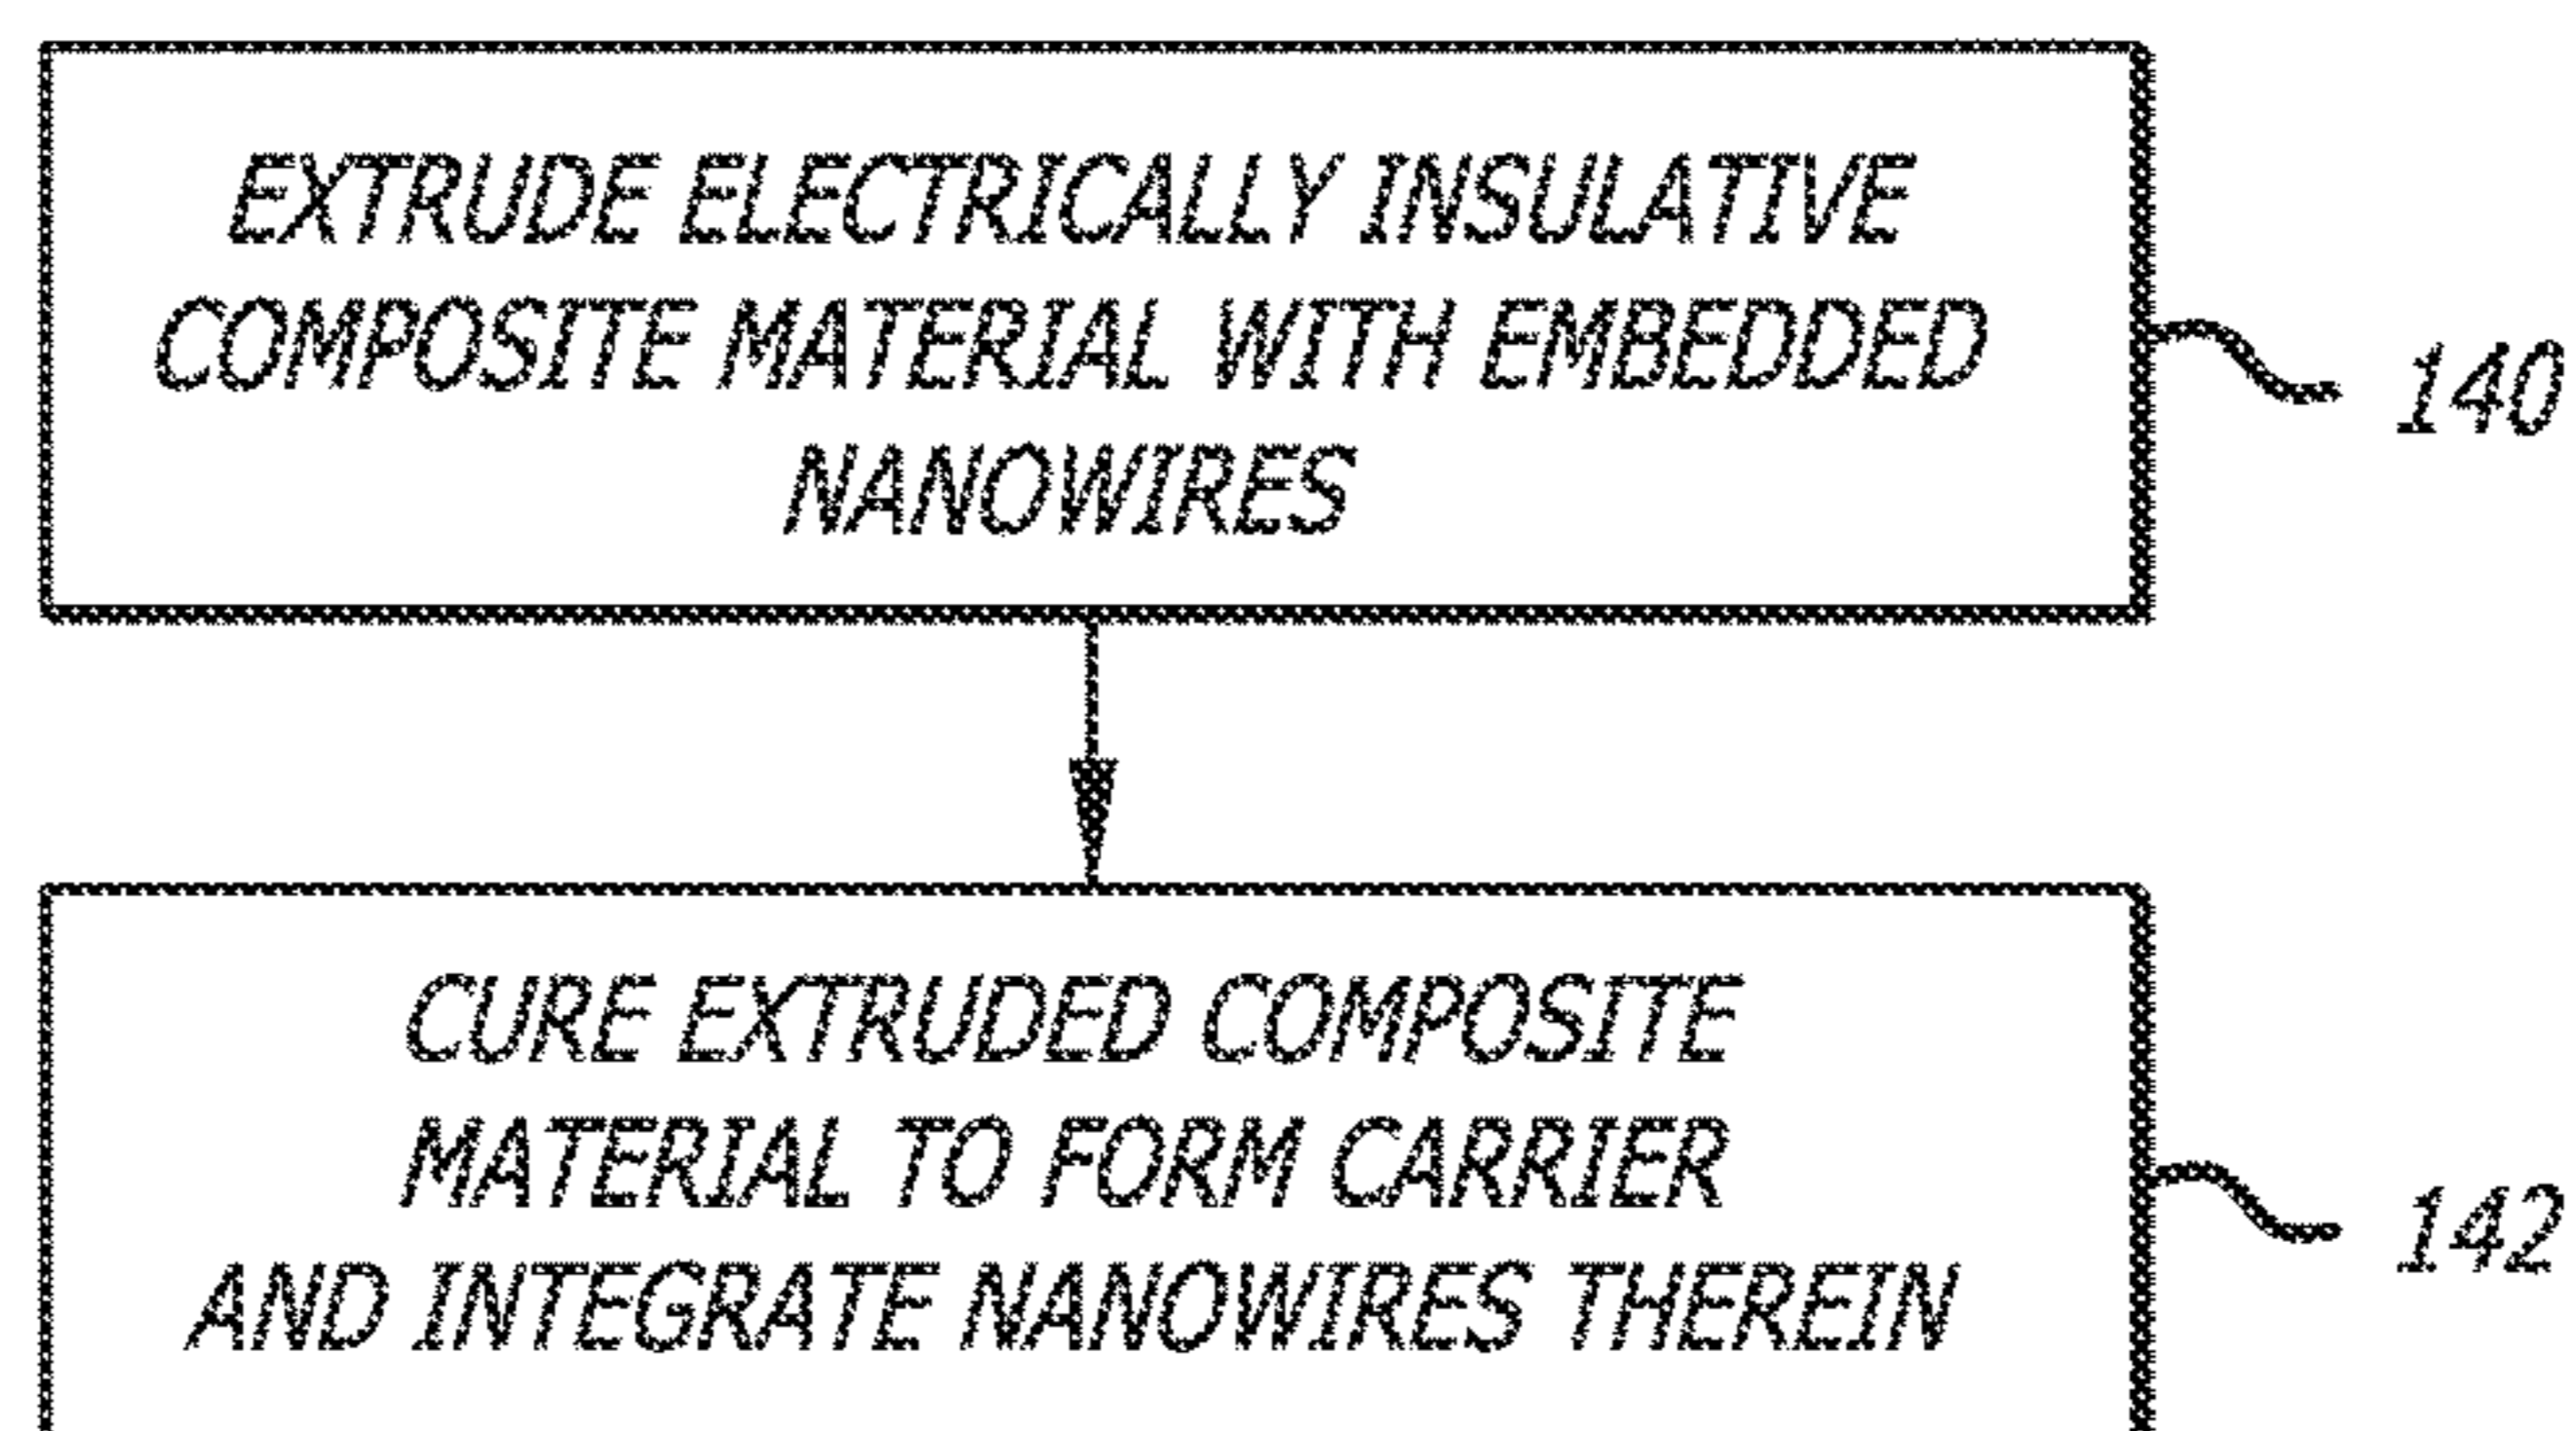 EXTRUDE ELECTRICALLY INSULATIVE
COMPOSITE MATERIAL WITH EMBEDDED
NANOWIRES
140
CURE EXTRUDED COMPOSITE
MATERIAL TO FORM CARRIER
AND INTEGRATE NANOWIRES THEREIN
142